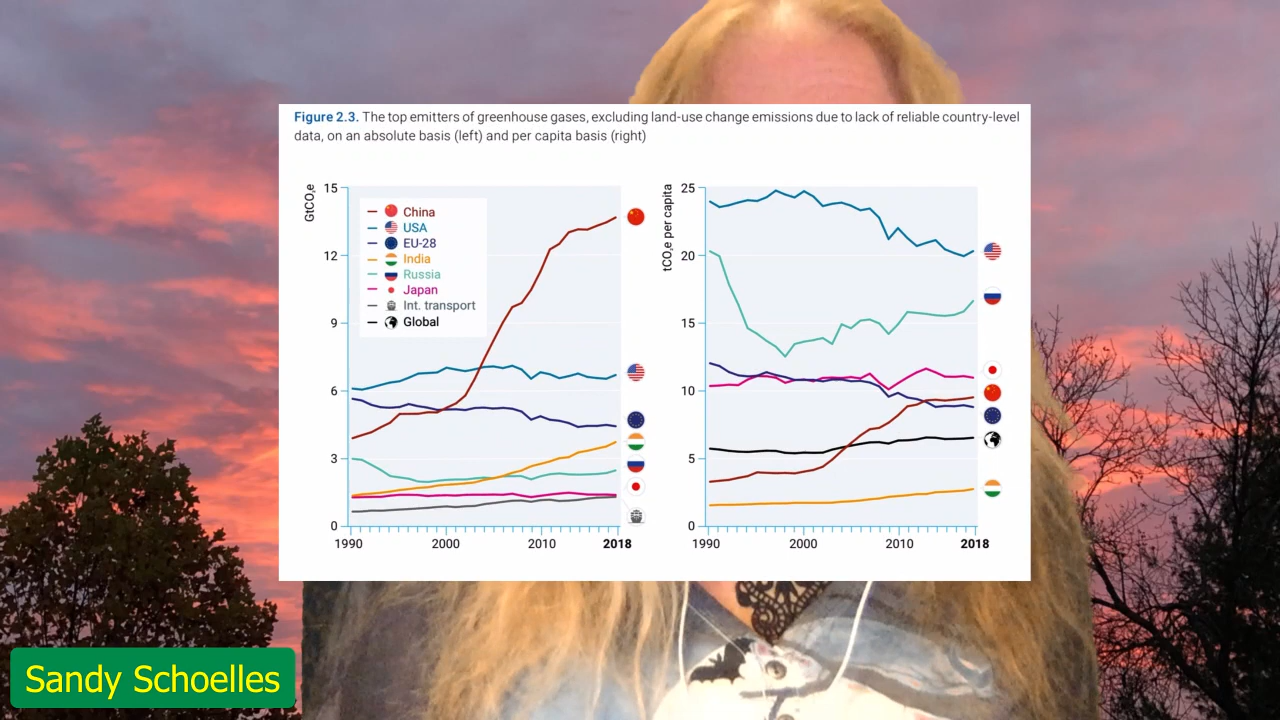 Figure 2.3. The top emitters of greenhouse gases, excluding land-use change emissions due to lack of reliable country-level
data, on an absolute basis (left) and per capita basis (right)
GtCO₂e
15
12
9
6
3
0
China
USA
EU-28
India
Russia
Japan
Int. transport
Global
1990
2000
2010
2018
tCO₂e per capita
25
20
15
10
5
0
1990
2000
2010
2018
Sandy Schoelles